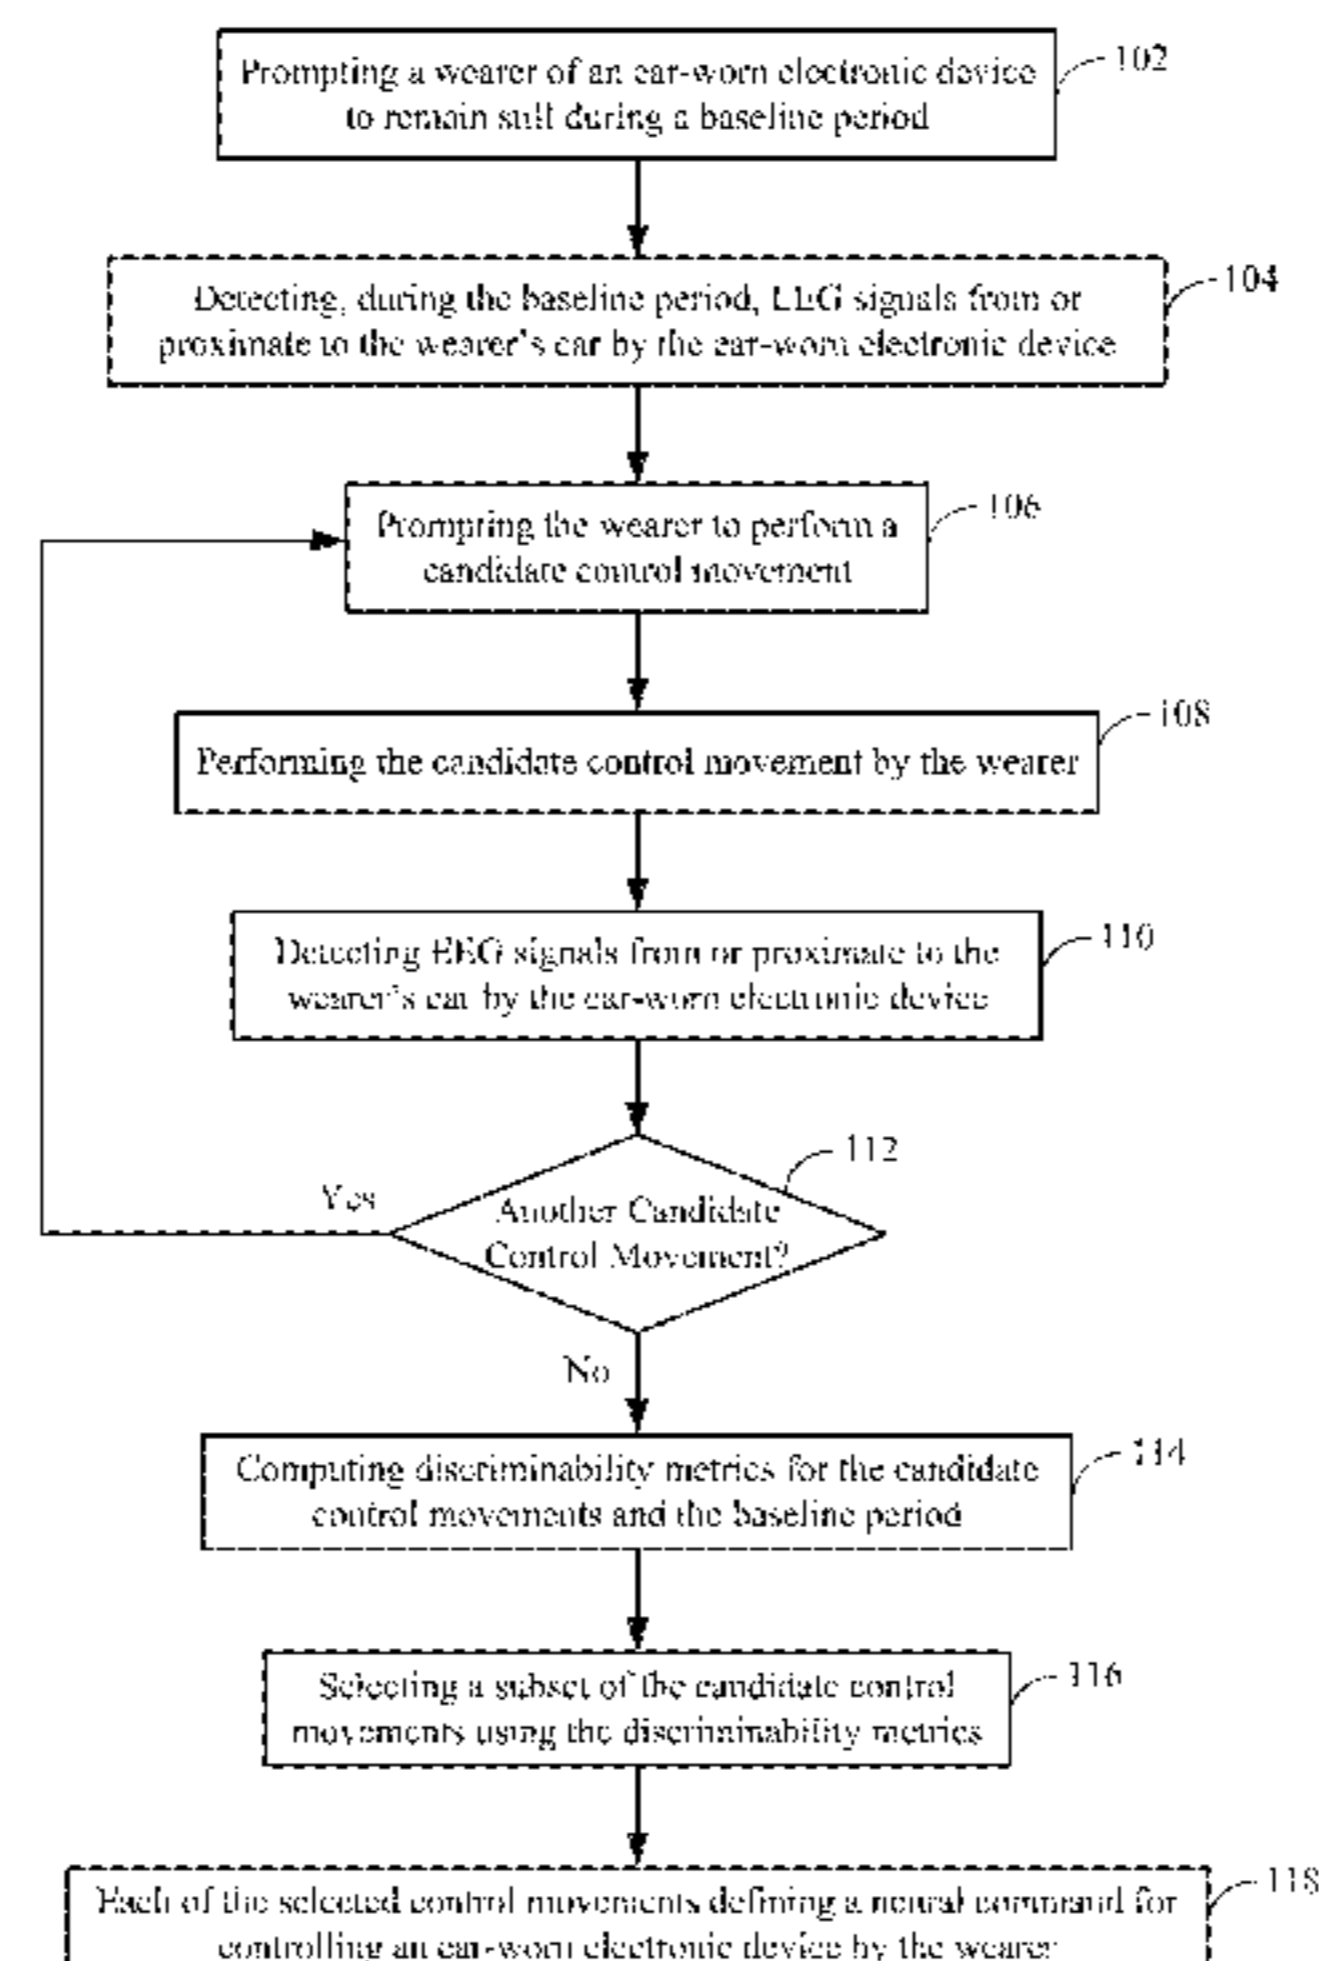 Prompting a wearer of an ear-worn electronic device
to remain still during a baseline period
102
Detecting, during the baseline period, EEG signals from or
proximate to the wearer's ear by the ear-worn electronic device
104
Prompting the wearer to perform a
candidate control movement
106
Performing the candidate control movement by the wearer
108
Detecting EEG signals from or proximate to the
wearer's ear by the ear-worn electronic device
110
112
Another Candidate
Control Movement?
Yes
No
Computing discriminability metrics for the candidate
control movements and the baseline period
114
Selecting a subset of the candidate control
movements using the discriminability metrics
116
Each of the selected control movements defining a neural command for
controlling an ear-worn electronic device by the wearer
118